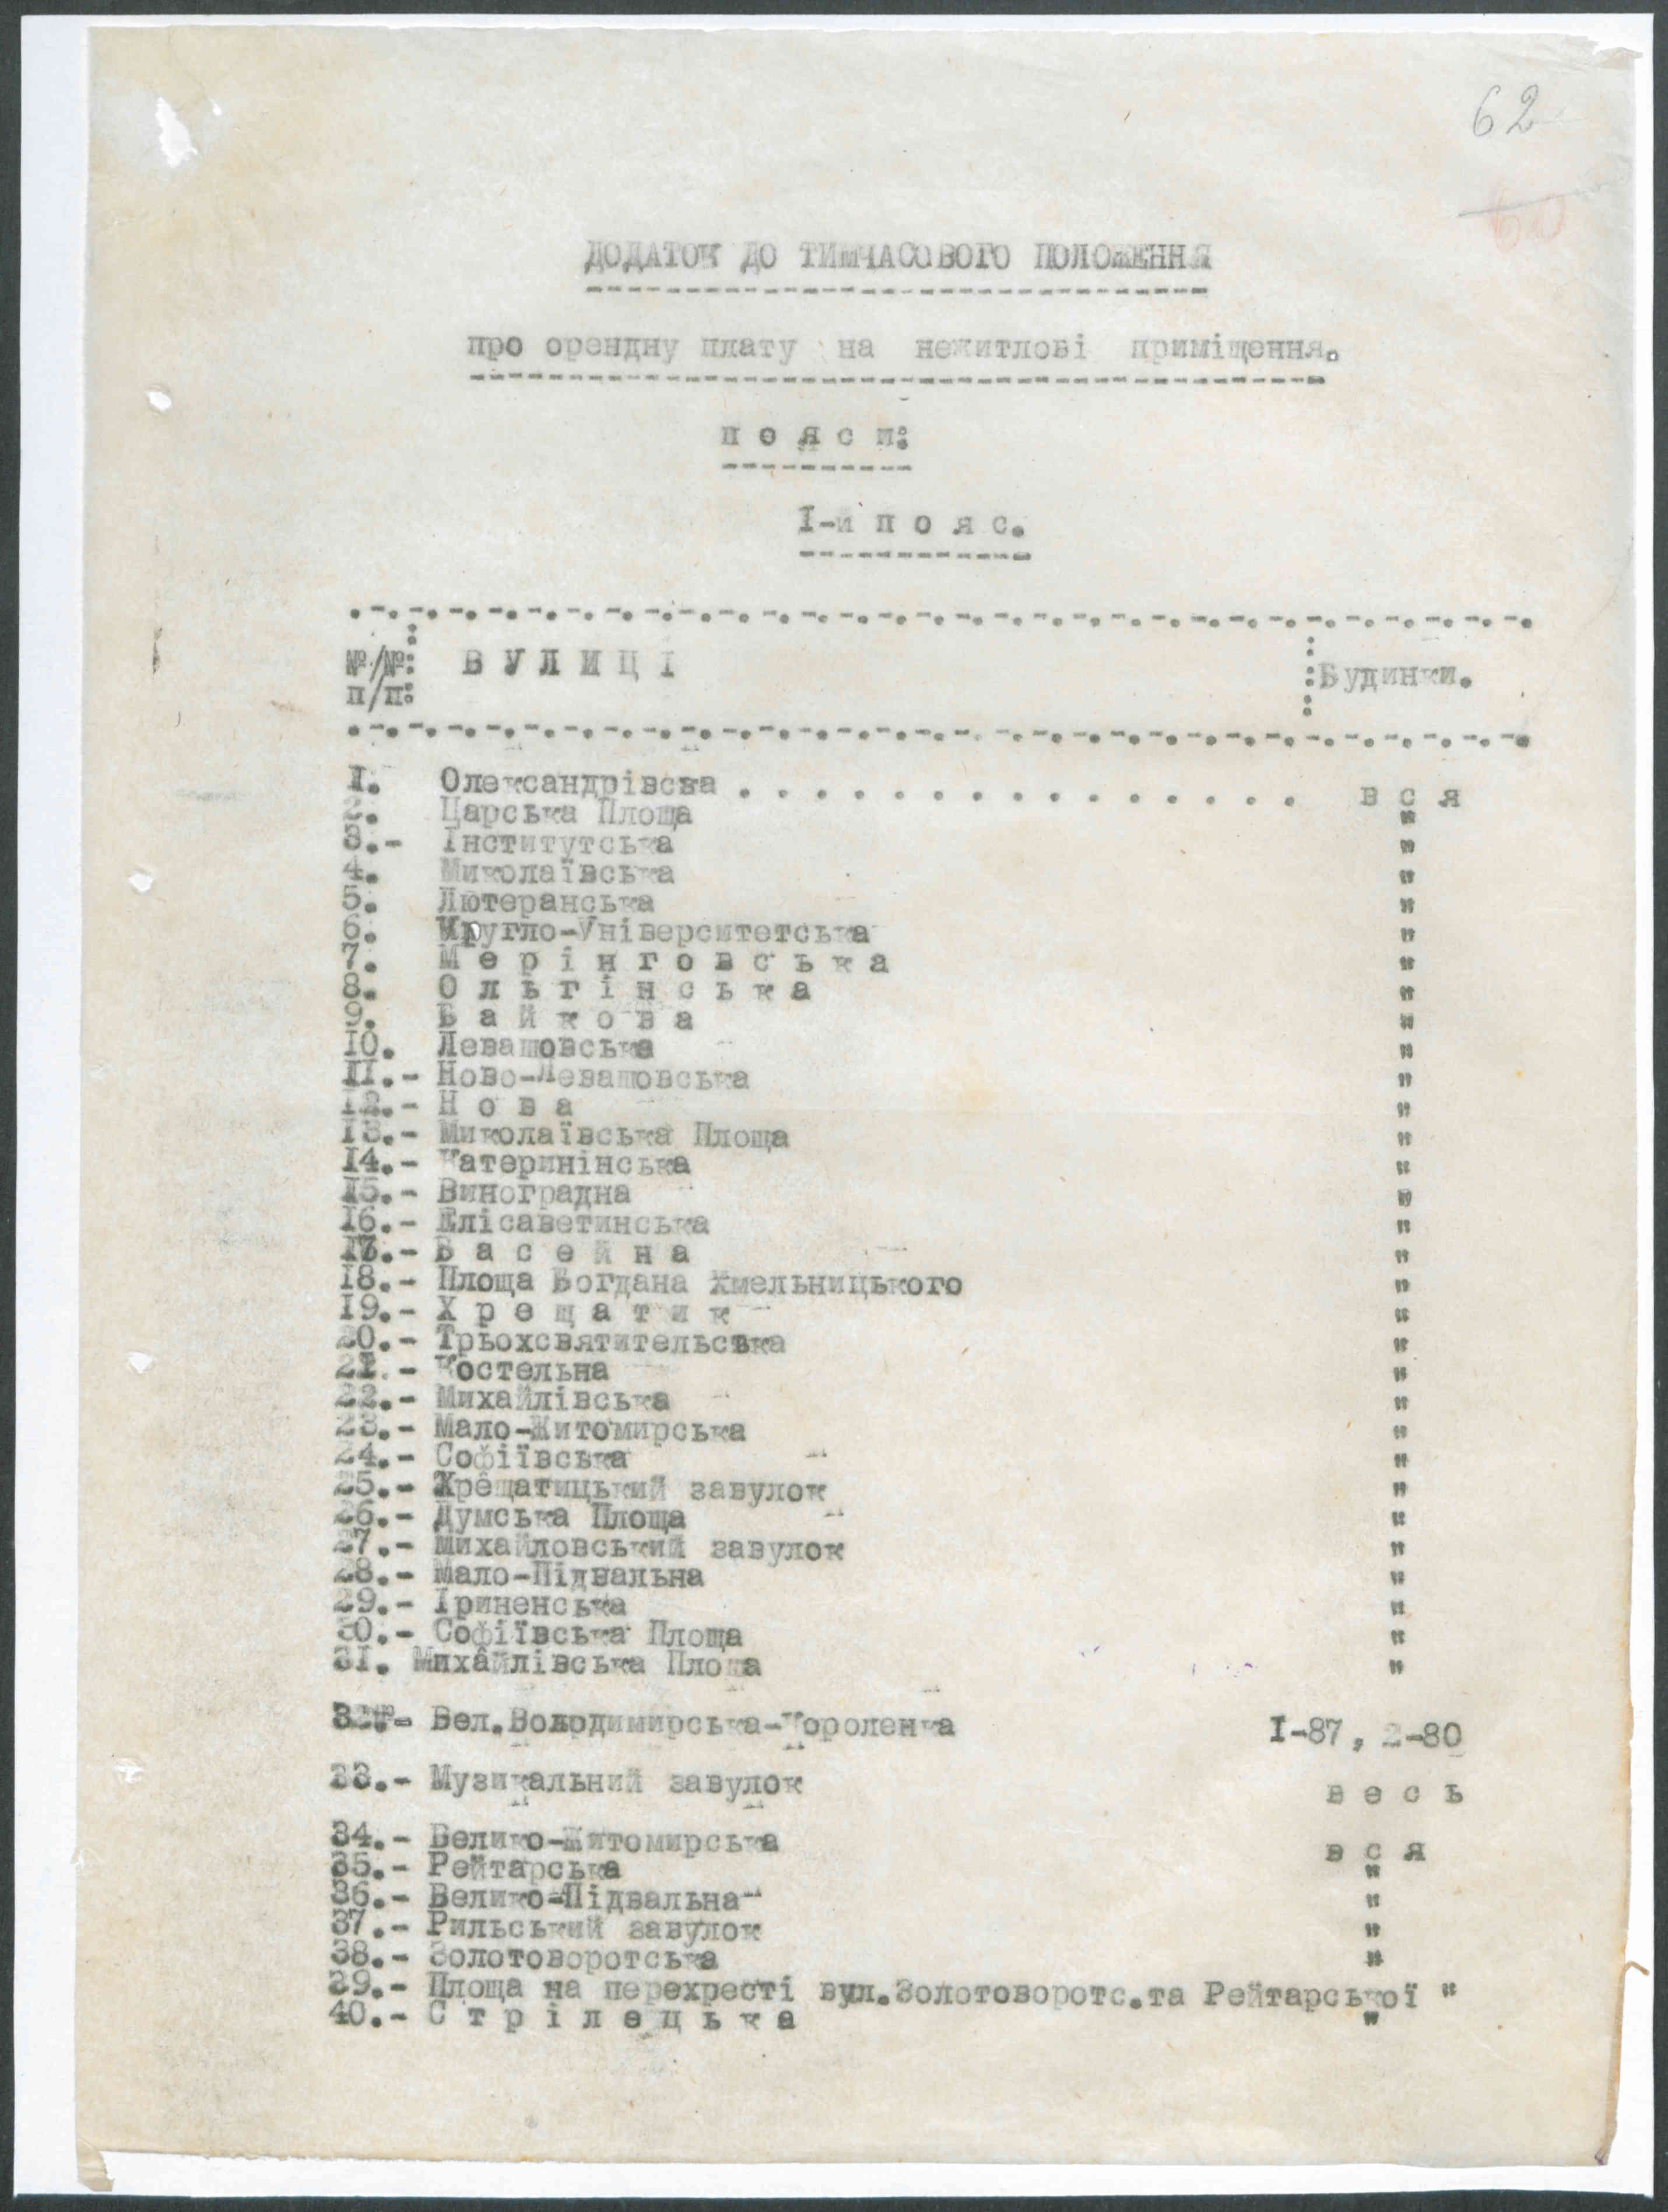 62
60
ДОДАТОК ДО ТИМЧАСОВОГО ПОЛОЖЕННЯ
про орендну плату на нежитлові приміщення.
п о я с и:
I-й п о я с.
№/№: В У Л И Ц І :Будинки.
п/п:
I. Олександрівська . . . . . . . . . . . . . . . в с я
2. Царська Площа "
3.- Інститутська "
4. Миколаївська "
5. Лютеранська "
6. Кругло-Університетська "
7. М е р і н г о в с ь к а "
8. О л ь г і н с ь к а "
9. Б а й к о в а "
IO. Левашовська "
II.- Ново-Левашовська "
I2.- Н о в а "
I3.- Миколаївська Площа "
I4.- Катеринінська "
I5.- Виноградна "
I6.- Елісаветинська "
I7.- Б а с е й н а "
I8.- Площа Богдана Хмельницького "
I9.- Х р е щ а т и к "
20.- Трьохсвятительська "
2I.- Костельна "
22.- Михайлівська "
23.- Мало-Житомирська "
24.- Софіївська "
25.- Хрещатицький завулок "
26.- Думська Площа "
27.- Михайловський завулок "
28.- Мало-Підвальна "
29.- Іриненська "
30.- Софіївська Площа "
3I. Михайлівська Площа "
32.- Вел.Володимирська-Короленка I-87, 2-80
33.- Музикальний завулок в е с ь
34.- Велико-Житомирська в с я
35.- Рейтарська "
36.- Велико-Підвальна "
37.- Рильський завулок "
38.- Золотоворотська "
39.- Площа на перехресті вул.Золотоворотс.та Рейтарської "
40.- С т р і л е ц ь к а "